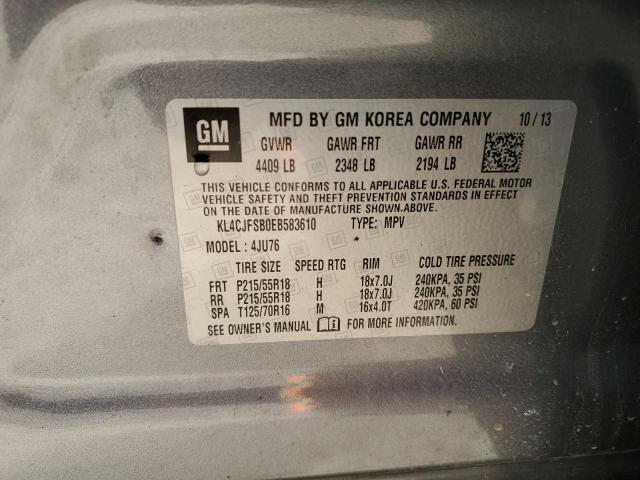 GM MFD BY GM KOREA COMPANY 10 / 13
GVWR GAWR FRT GAWR RR
4409 LB 2348 LB 2194 LB
THIS VEHICLE CONFORMS TO ALL APPLICABLE U.S. FEDERAL MOTOR
VEHICLE SAFETY AND THEFT PREVENTION STANDARDS IN EFFECT
ON THE DATE OF MANUFACTURE SHOWN ABOVE.
KL4CJFSB0EB583610 TYPE: MPV
MODEL : 4JU76
TIRE SIZE SPEED RTG RIM COLD TIRE PRESSURE
FRT P215/55R18 H 18x7.0J 240KPA, 35 PSI
RR P215/55R18 H 18x7.0J 240KPA, 35 PSI
SPA T125/70R16 M 16x4.0T 420KPA, 60 PSI
SEE OWNER'S MANUAL FOR MORE INFORMATION.